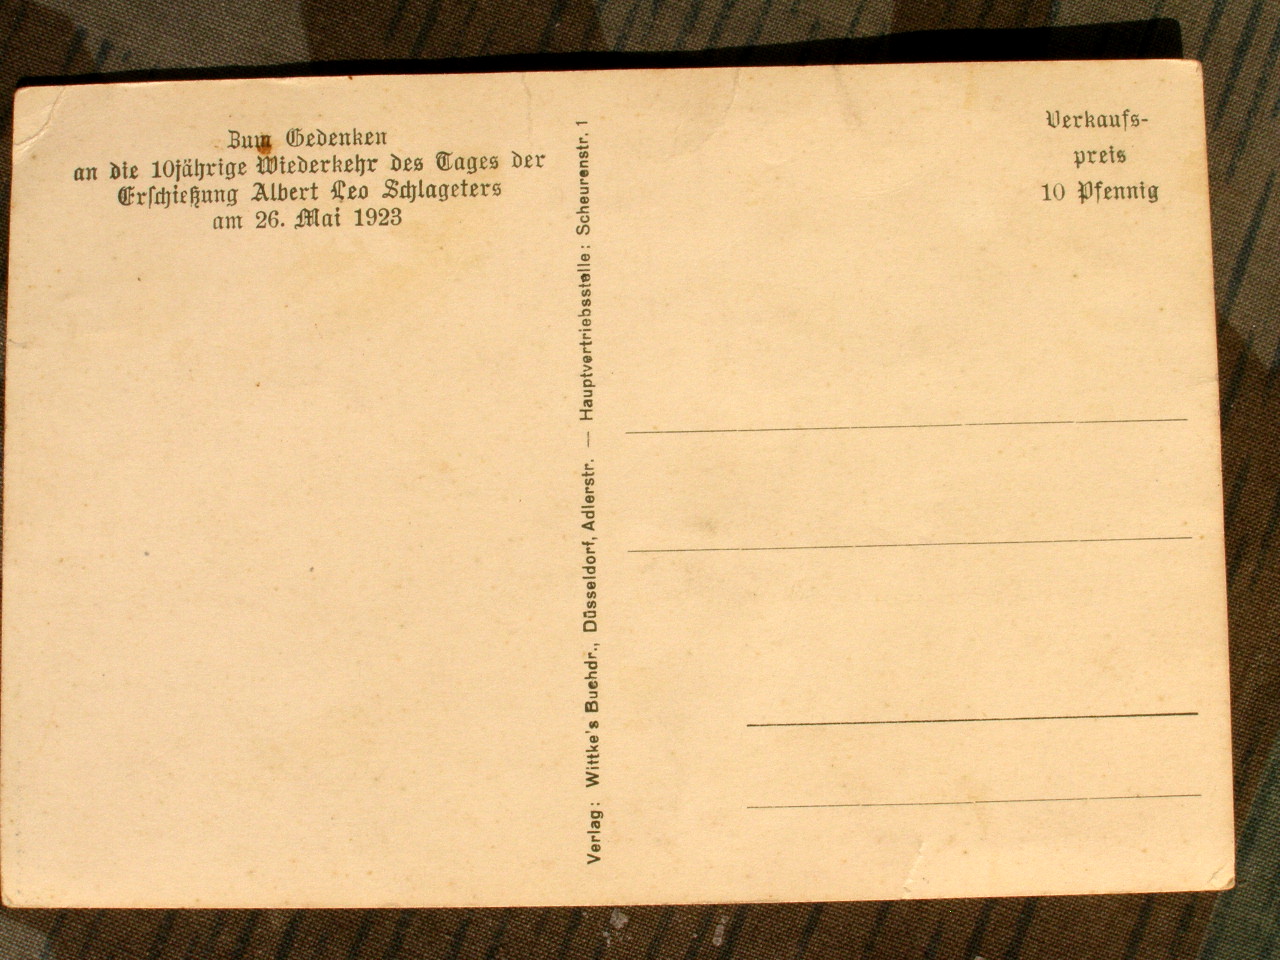 Zum Gedenken
an die 10jährige Wiederkehr des Tages der
Erschießung Albert Leo Schlageters
am 26. Mai 1923
Verlag: Wittke's Buchdr., Düsseldorf, Adlerstr. — Hauptvertriebsstelle: Scheurenstr. 1
Verkaufs-
preis
10 Pfennig